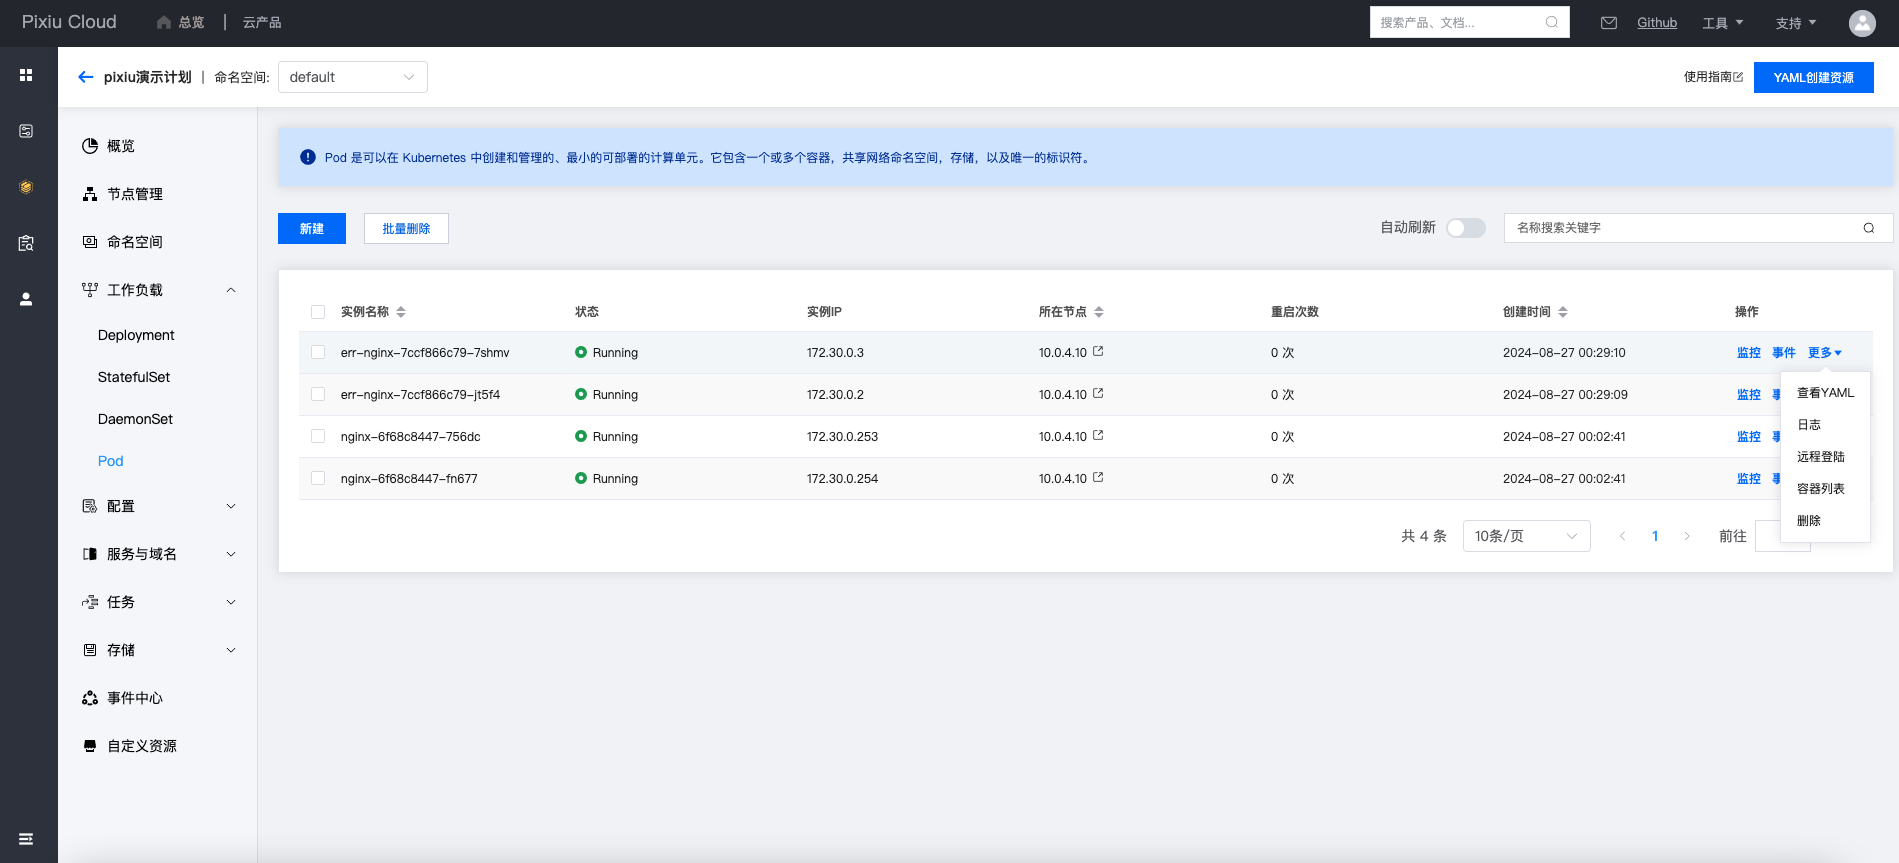 Pixiu Cloud 总览 | 云产品 搜索产品、文档... Github 工具 支持
pixiu演示计划 | 命名空间: default 使用指南 YAML创建资源
概览
节点管理
命名空间
工作负载
Deployment
StatefulSet
DaemonSet
Pod
配置
服务与域名
任务
存储
事件中心
自定义资源
Pod 是可以在 Kubernetes 中创建和管理的、最小的可部署的计算单元。它包含一个或多个容器，共享网络命名空间，存储，以及唯一的标识符。
新建 批量删除 自动刷新 名称搜索关键字
实例名称 状态 实例IP 所在节点 重启次数 创建时间 操作
err-nginx-7ccf866c79-7shmv Running 172.30.0.3 10.0.4.10 0 次 2024-08-27 00:29:10 监控 事件 更多
err-nginx-7ccf866c79-jt5f4 Running 172.30.0.2 10.0.4.10 0 次 2024-08-27 00:29:09 监控
nginx-6f68c8447-756dc Running 172.30.0.253 10.0.4.10 0 次 2024-08-27 00:02:41 监控
nginx-6f68c8447-fn677 Running 172.30.0.254 10.0.4.10 0 次 2024-08-27 00:02:41 监控
查看YAML
日志
远程登陆
容器列表
删除
共 4 条 10条/页 1 前往